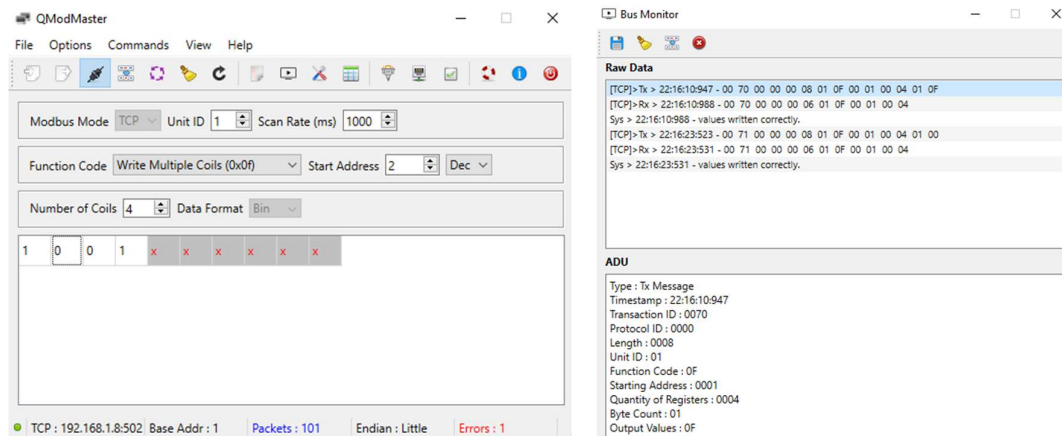 QModMaster
File Options Commands View Help
Modbus Mode TCP Unit ID 1 Scan Rate (ms) 1000
Function Code Write Multiple Coils (0x0f) Start Address 2 Dec
Number of Coils 4 Data Format Bin
1 0 0 1 x x x x x x
TCP : 192.168.1.8:502 Base Addr : 1 Packets : 101 Endian : Little Errors : 1
Bus Monitor
Raw Data
[TCP]>Tx > 22:16:10:947 - 00 70 00 00 00 08 01 0F 00 01 00 04 01 0F
[TCP]>Rx > 22:16:10:988 - 00 70 00 00 00 06 01 0F 00 01 00 04
Sys > 22:16:10:988 - values written correctly.
[TCP]>Tx > 22:16:23:523 - 00 71 00 00 00 08 01 0F 00 01 00 04 01 00
[TCP]>Rx > 22:16:23:531 - 00 71 00 00 00 06 01 0F 00 01 00 04
Sys > 22:16:23:531 - values written correctly.
ADU
Type : Tx Message
Timestamp : 22:16:10:947
Transaction ID : 0070
Protocol ID : 0000
Length : 0008
Unit ID : 01
Function Code : 0F
Starting Address : 0001
Quantity of Registers : 0004
Byte Count : 01
Output Values : 0F